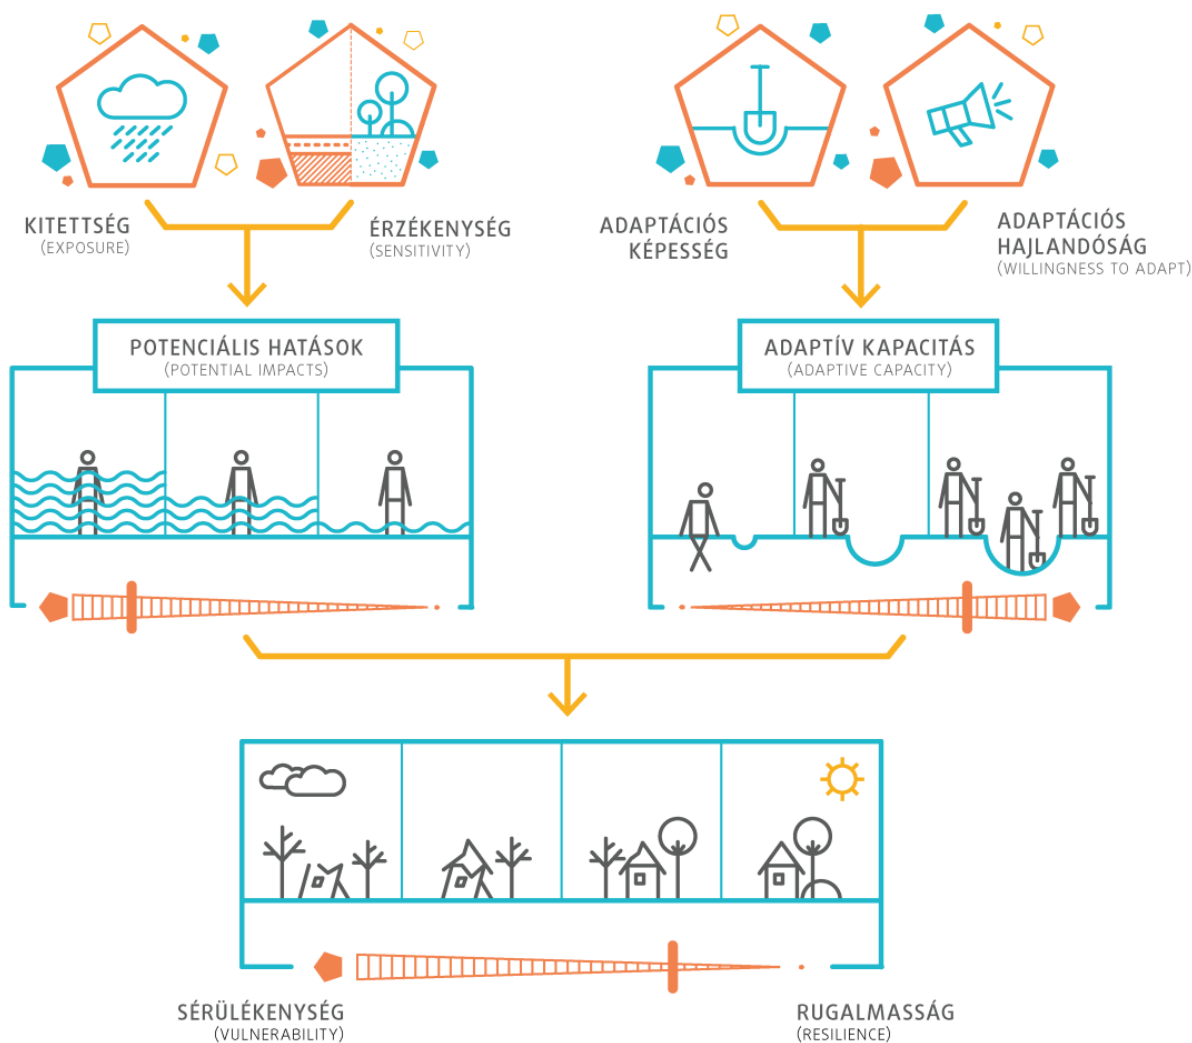 KITETTSÉG
(EXPOSURE)
ÉRZÉKENYSÉG
(SENSITIVITY)
ADAPTÁCIÓS
KÉPESSÉG
ADAPTÁCIÓS
HAJLANDÓSÁG
(WILLINGNESS TO ADAPT)
POTENCIÁLIS HATÁSOK
(POTENTIAL IMPACTS)
ADAPTÍV KAPACITÁS
(ADAPTIVE CAPACITY)
SÉRÜLÉKENYSÉG
(VULNERABILITY)
RUGALMASSÁG
(RESILIENCE)